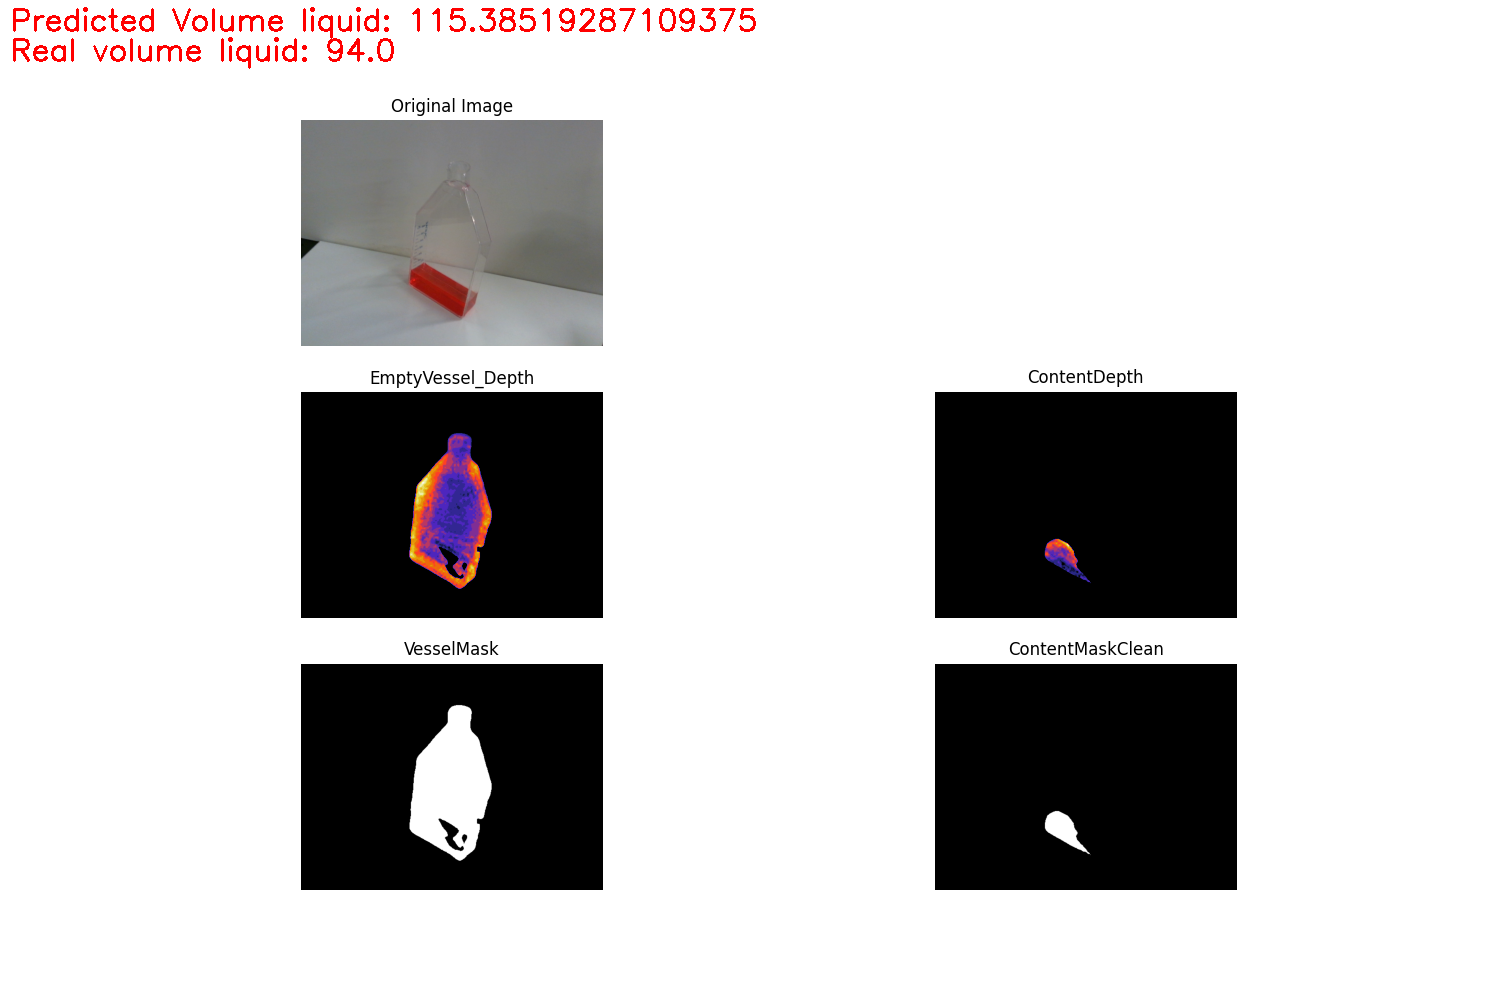 Predicted Volume liquid: 115.38519287109375
Real volume liquid: 94.0
Original Image
EmptyVessel_Depth
ContentDepth
VesselMask
ContentMaskClean